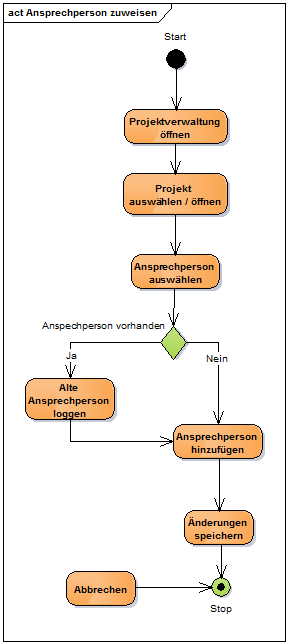 act Ansprechperson zuweisen
Start
Projektverwaltung
öffnen
Projekt
auswählen / öffnen
Ansprechperson
auswählen
Anspechperson vorhanden
Ja
Nein
Alte
Ansprechperson
loggen
Ansprechperson
hinzufügen
Änderungen
speichern
Abbrechen
Stop